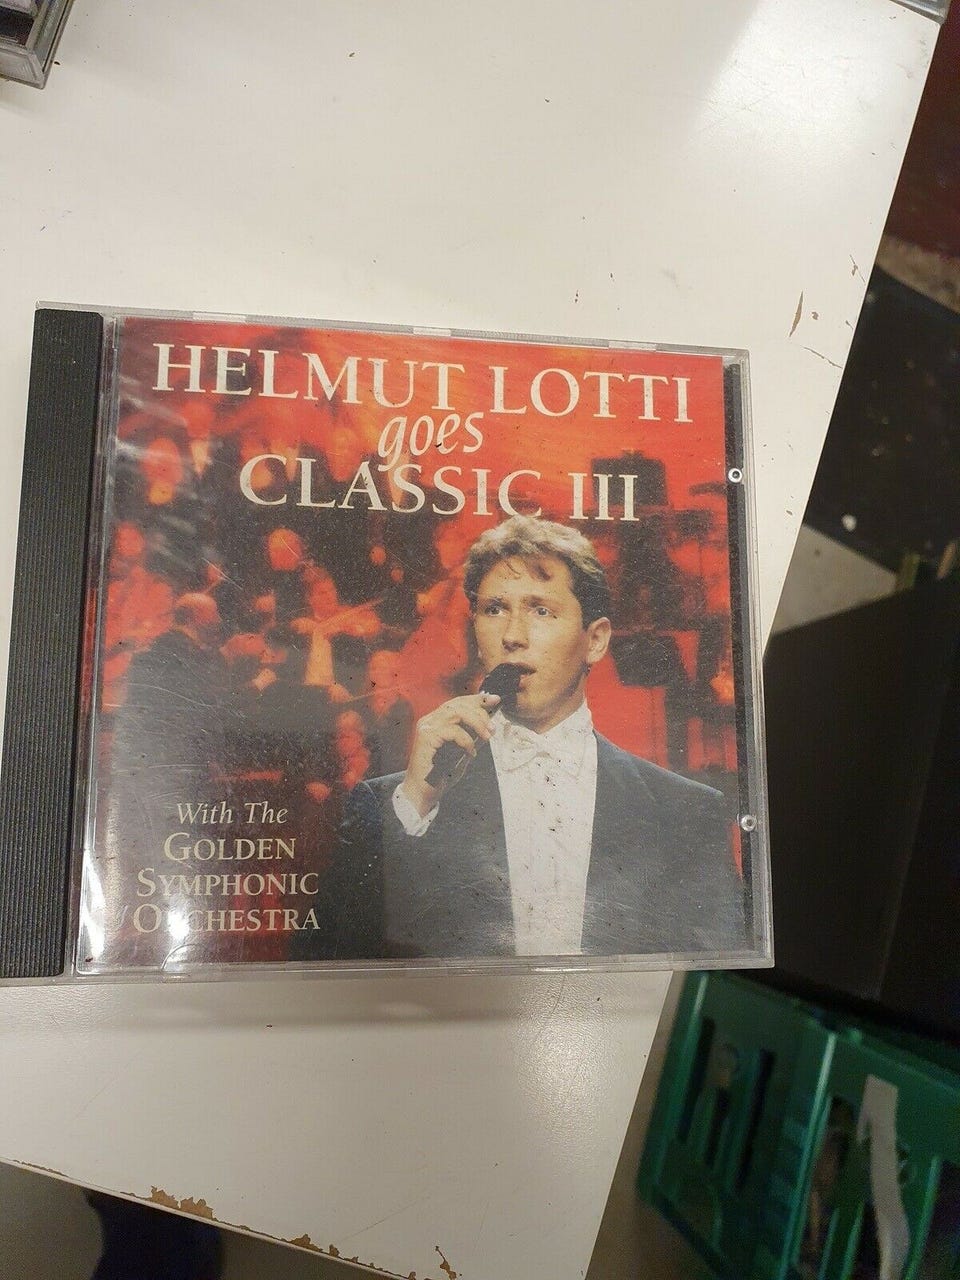 HELMUT LOTTI
goes
CLASSIC III
With The
GOLDEN
SYMPHONIC
ORCHESTRA